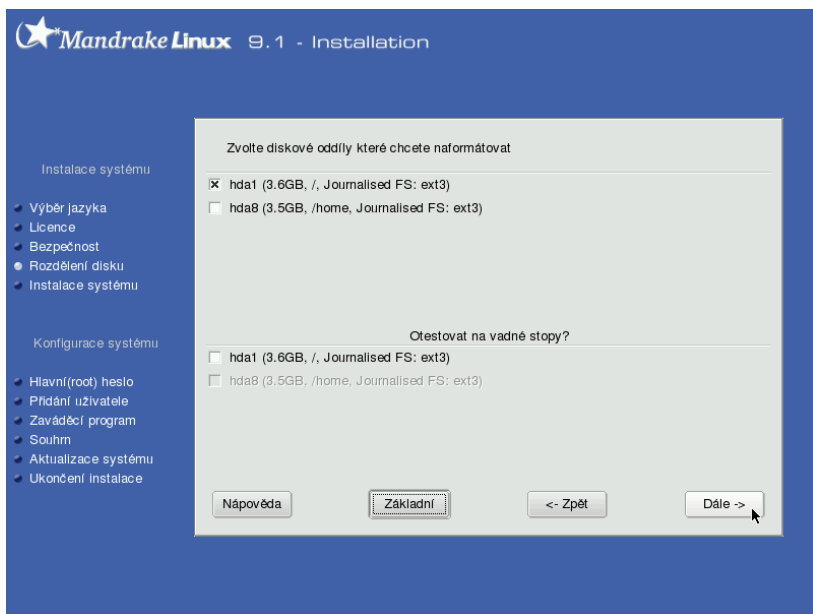 Mandrake Linux 9.1 - Installation
Instalace systému
Výběr jazyka
Licence
Bezpečnost
Rozdělení disku
Instalace systému
Konfigurace systému
Hlavní(root) heslo
Přidání uživatele
Zaváděcí program
Souhrn
Aktualizace systému
Ukončení instalace
Zvolte diskové oddíly které chcete naformátovat
hda1 (3.6GB, /, Journalised FS: ext3)
hda8 (3.5GB, /home, Journalised FS: ext3)
Otestovat na vadné stopy?
hda1 (3.6GB, /, Journalised FS: ext3)
hda8 (3.5GB, /home, Journalised FS: ext3)
Nápověda
Základní
<- Zpět
Dále ->